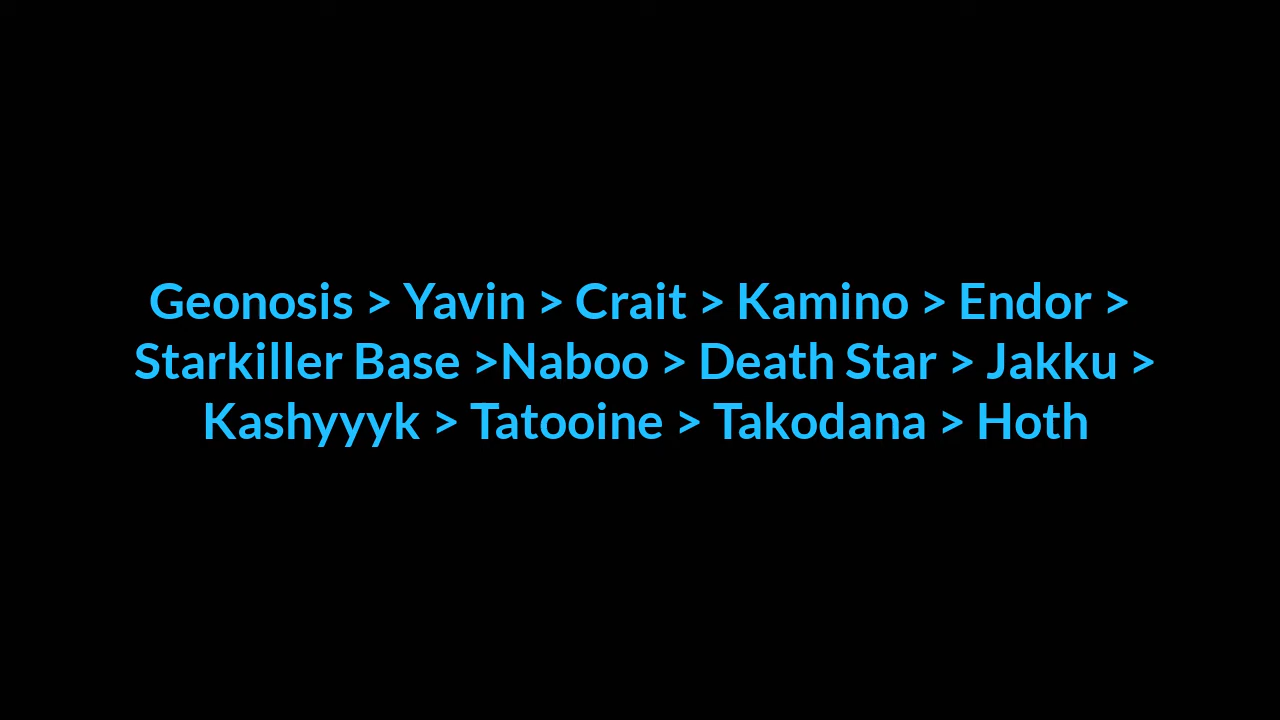 Geonosis > Yavin > Crait > Kamino > Endor >
Starkiller Base >Naboo > Death Star > Jakku >
Kashyyyk > Tatooine > Takodana > Hoth